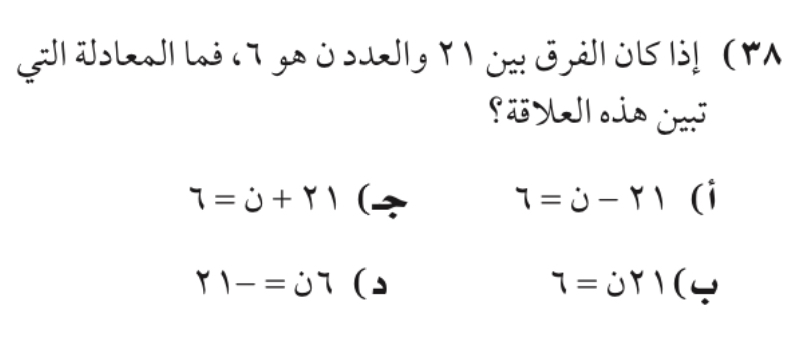 ٣٨) إذا كان الفرق بين ٢١ والعدد ن هو ٦، فما المعادلة التي
تبين هذه العلاقة؟
أ) ٢١ – ن = ٦ جـ) ٢١ + ن = ٦
ب) ٢١ن = ٦ د) ٦ن = –٢١